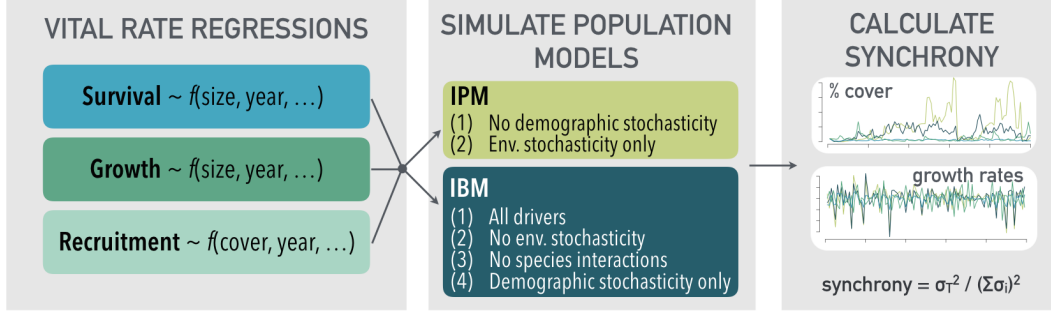 VITAL RATE REGRESSIONS
Survival ~ f(size, year, …)
Growth ~ f(size, year, …)
Recruitment ~ f(cover, year, …)
SIMULATE POPULATION
MODELS
IPM
(1) No demographic stochasticity
(2) Env. stochasticity only
IBM
(1) All drivers
(2) No env. stochasticity
(3) No species interactions
(4) Demographic stochasticity only
CALCULATE
SYNCHRONY
% cover
growth rates
synchrony = σT² / (Σσi)²